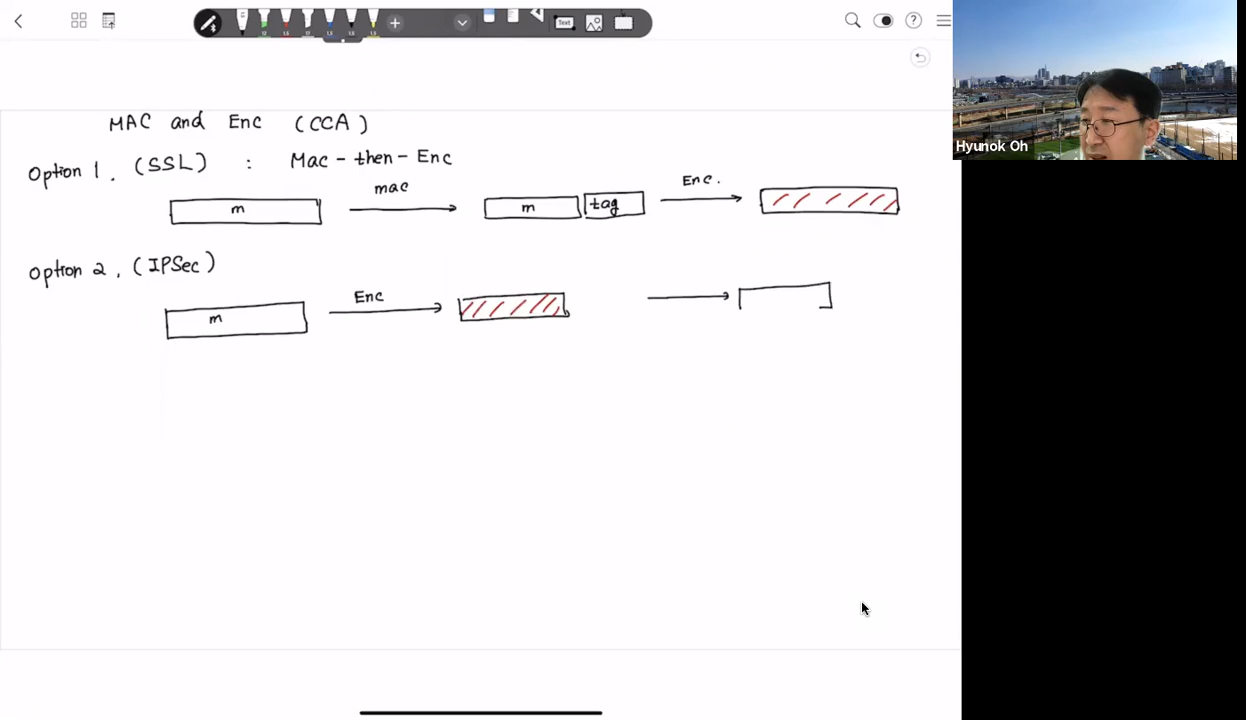 Text
Hyunok Oh
MAC and Enc (CCA)
Option 1. (SSL) : Mac-then-Enc
m
mac
m
tag
Enc.
Option 2. (IPSec)
m
Enc